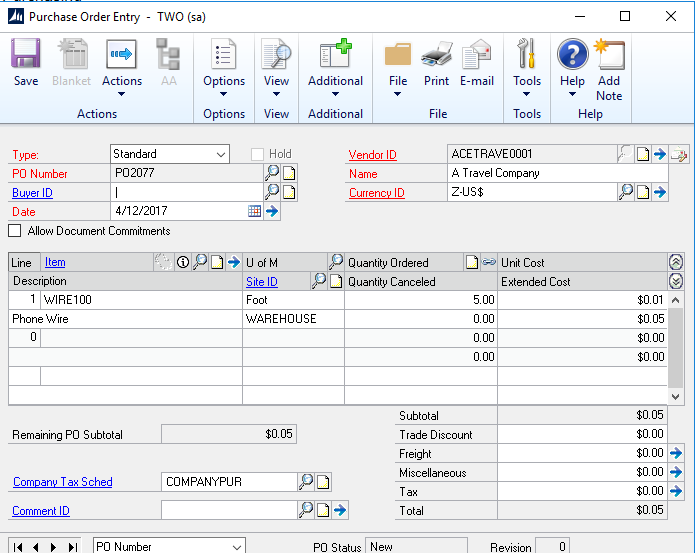 Purchase Order Entry - TWO (sa)
Save Blanket Actions AA Options View Additional File Print E-mail Tools Help Add Note
Actions Options View Additional File Tools Help
Type: Standard Hold Vendor ID ACETRAVE0001
PO Number PO2077 Name A Travel Company
Buyer ID Currency ID Z-US$
Date 4/12/2017
Allow Document Commitments
Line Item U of M Quantity Ordered Unit Cost
Description Site ID Quantity Canceled Extended Cost
1 WIRE100 Foot 5.00 $0.01
Phone Wire WAREHOUSE 0.00 $0.05
0 0.00 $0.00
0.00 $0.00
Subtotal $0.05
Remaining PO Subtotal $0.05 Trade Discount $0.00
Freight $0.00
Miscellaneous $0.00
Company Tax Sched COMPANYPUR Tax $0.00
Comment ID Total $0.05
PO Number PO Status New Revision 0